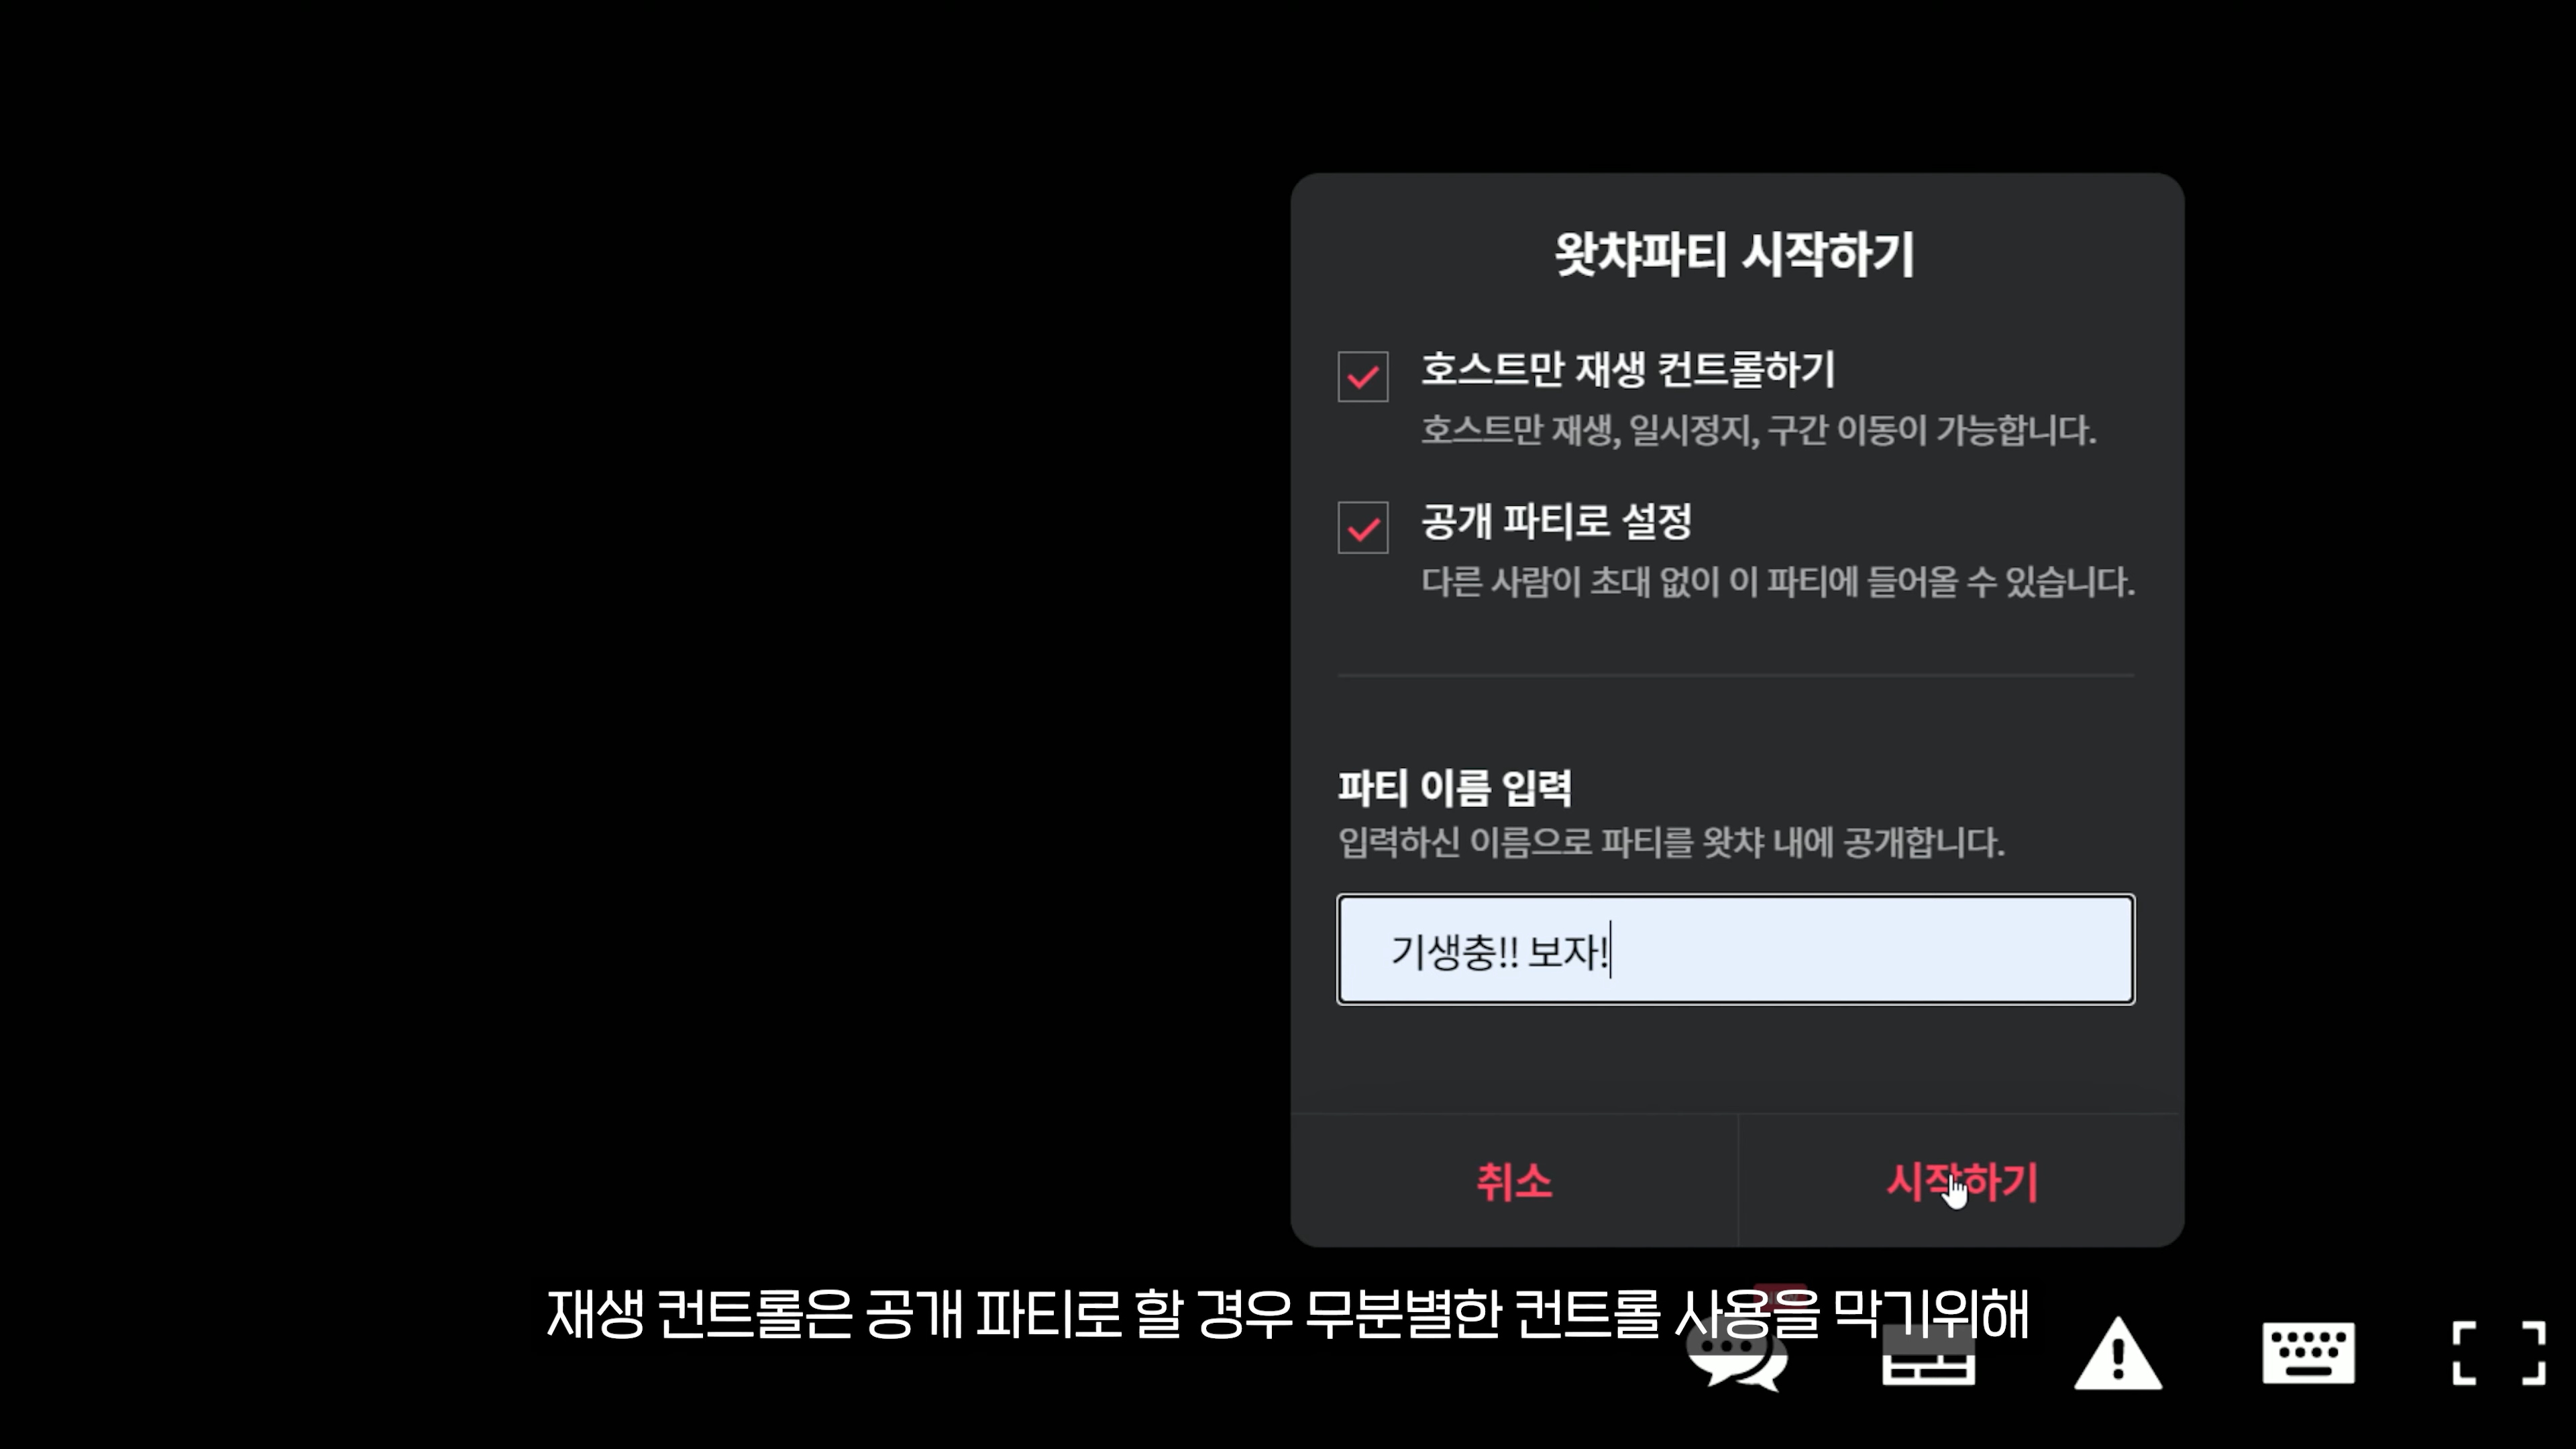 왓챠파티 시작하기
호스트만 재생 컨트롤하기
호스트만 재생, 일시정지, 구간 이동이 가능합니다.
공개 파티로 설정
다른 사람이 초대 없이 이 파티에 들어올 수 있습니다.
파티 이름 입력
입력하신 이름으로 파티를 왓챠 내에 공개합니다.
기생충!! 보자!
취소
시작하기
재생 컨트롤은 공개 파티로 할 경우 무분별한 컨트롤 사용을 막기위해